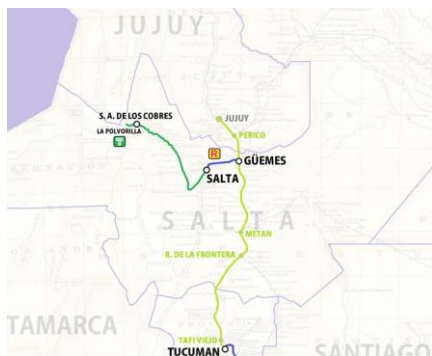 JUJUY
S. A. DE LOS COBRES
LA POLVORILLA
T
JUJUY
PERICO
R
GÜEMES
SALTA
SALTA
METAN
R. DE LA FRONTERA
TAMARCA
TAFI VIEJO
TUCUMAN
SANTIAGO